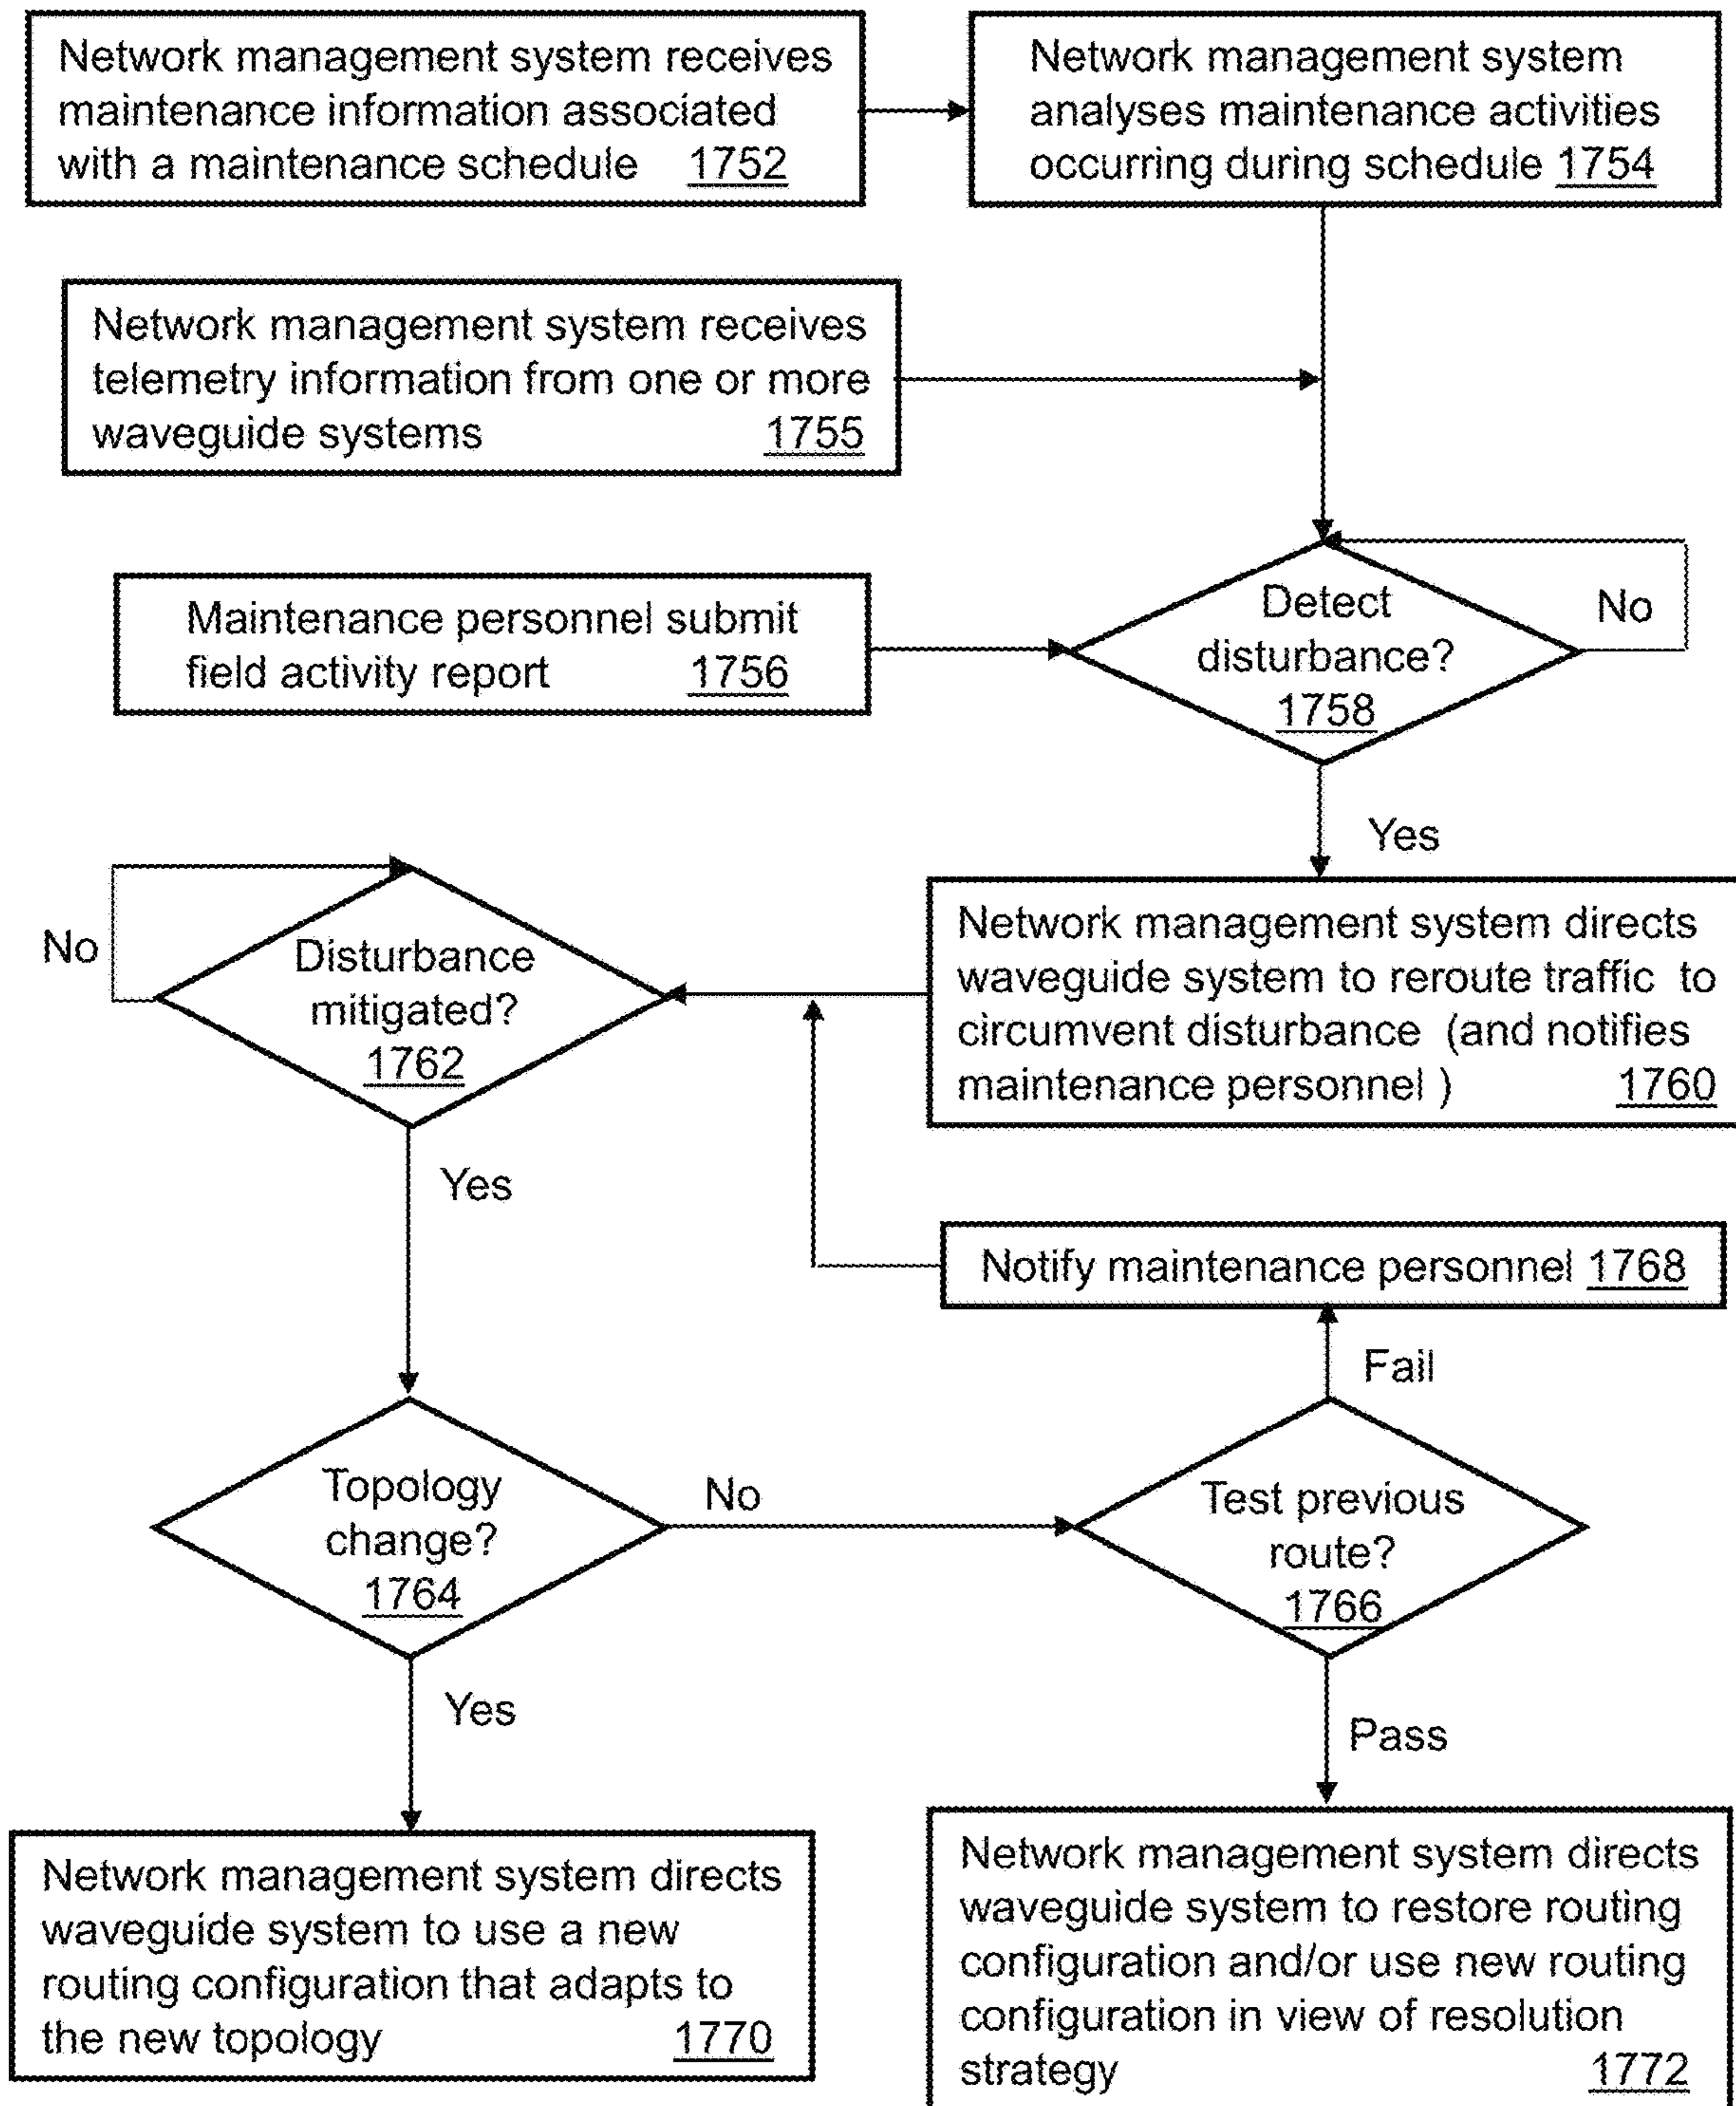 Network management system receives
maintenance information associated
with a maintenance schedule 1752
Network management system
analyses maintenance activities
occurring during schedule 1754
Network management system receives
telemetry information from one or more
waveguide systems 1755
Maintenance personnel submit
field activity report 1756
Detect
disturbance?
1758
No
Yes
Network management system directs
waveguide system to reroute traffic to
circumvent disturbance (and notifies
maintenance personnel ) 1760
No
Disturbance
mitigated?
1762
Yes
Notify maintenance personnel 1768
Fail
Topology
change?
1764
No
Test previous
route?
1766
Yes
Pass
Network management system directs
waveguide system to use a new
routing configuration that adapts to
the new topology 1770
Network management system directs
waveguide system to restore routing
configuration and/or use new routing
configuration in view of resolution
strategy 1772